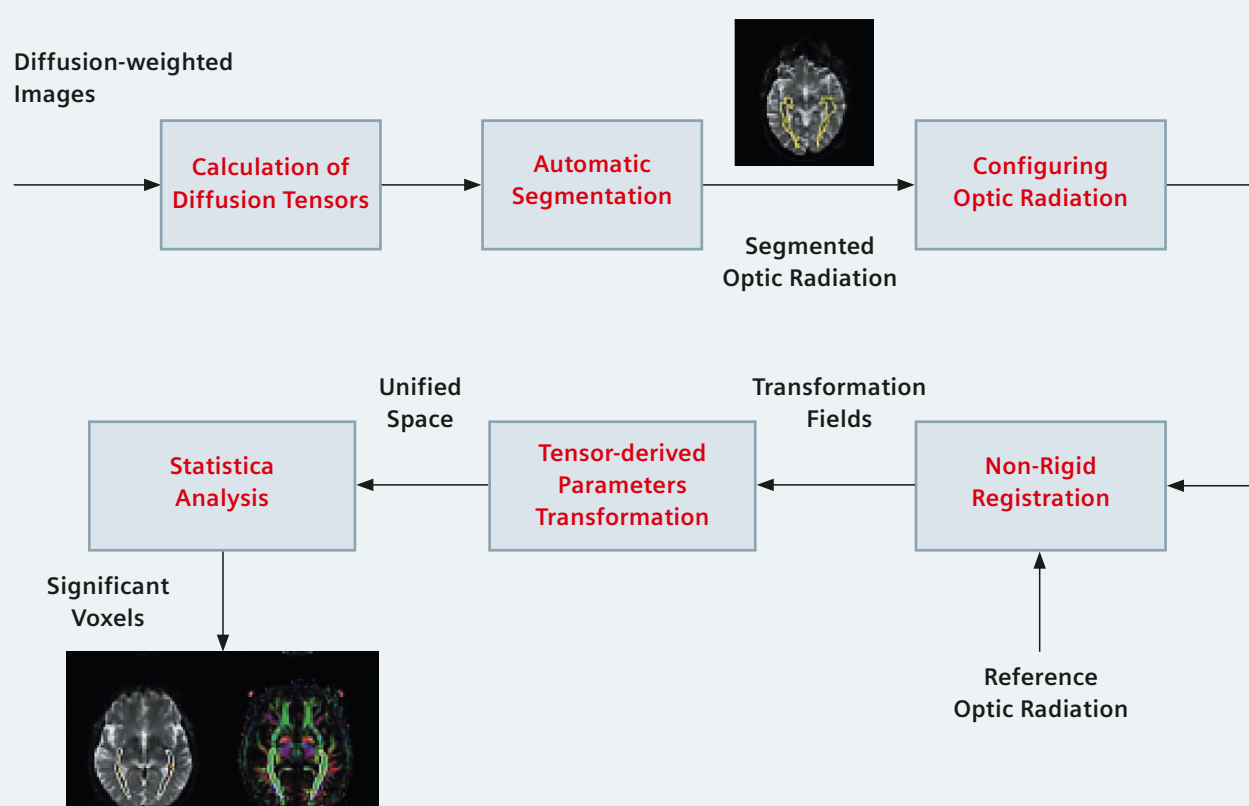 Diffusion-weighted
Images
Calculation of
Diffusion Tensors
Automatic
Segmentation
Segmented
Optic Radiation
Configuring
Optic Radiation
Non-Rigid
Registration
Reference
Optic Radiation
Transformation
Fields
Tensor-derived
Parameters
Transformation
Unified
Space
Statistica
Analysis
Significant
Voxels